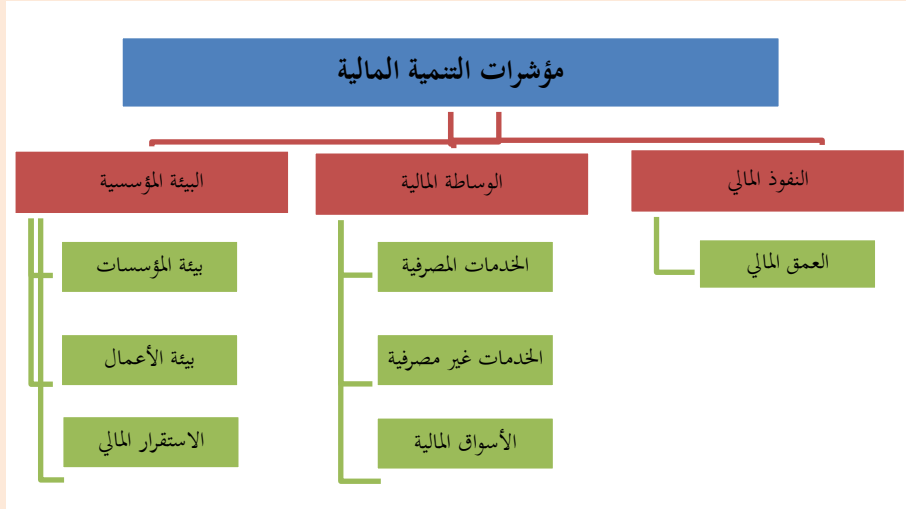 مؤشرات التنمية المالية
النفوذ المالي
الوساطة المالية
البيئة المؤسسية
العمق المالي
الخدمات المصرفية
بيئة المؤسسات
الخدمات غير مصرفية
بيئة الأعمال
الأسواق المالية
الاستقرار المالي